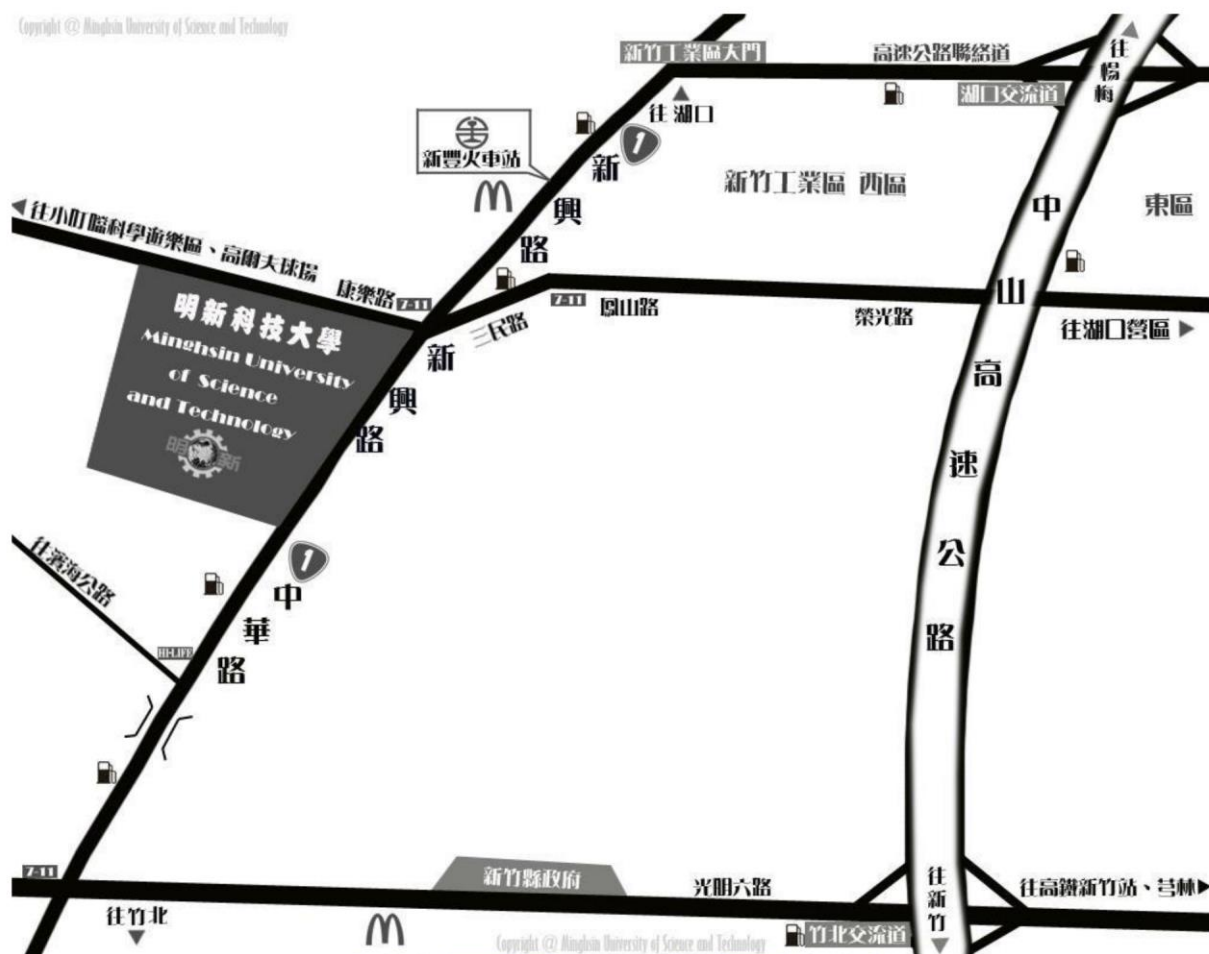 Copyright @ Minghsin University of Science and Technology
往楊梅
新竹工業區大門
高速公路聯絡道
湖口交流道
往湖口
新豐火車站
1
新興路
新竹工業區 西區
東區
中山高速公路
往小叮噹科學遊樂區、高爾夫球場
康樂路
7-11
7-11
鳳山路
三民路
榮光路
往湖口營區
明新科技大學
Minghsin University
of Science
and Technology
明新
新興路
1
往濱海公路
中華路
HI-LIFE
7-11
新竹縣政府
光明六路
往新竹
往高鐵新竹站、芎林
往竹北
竹北交流道
Copyright @ Minghsin University of Science and Technology